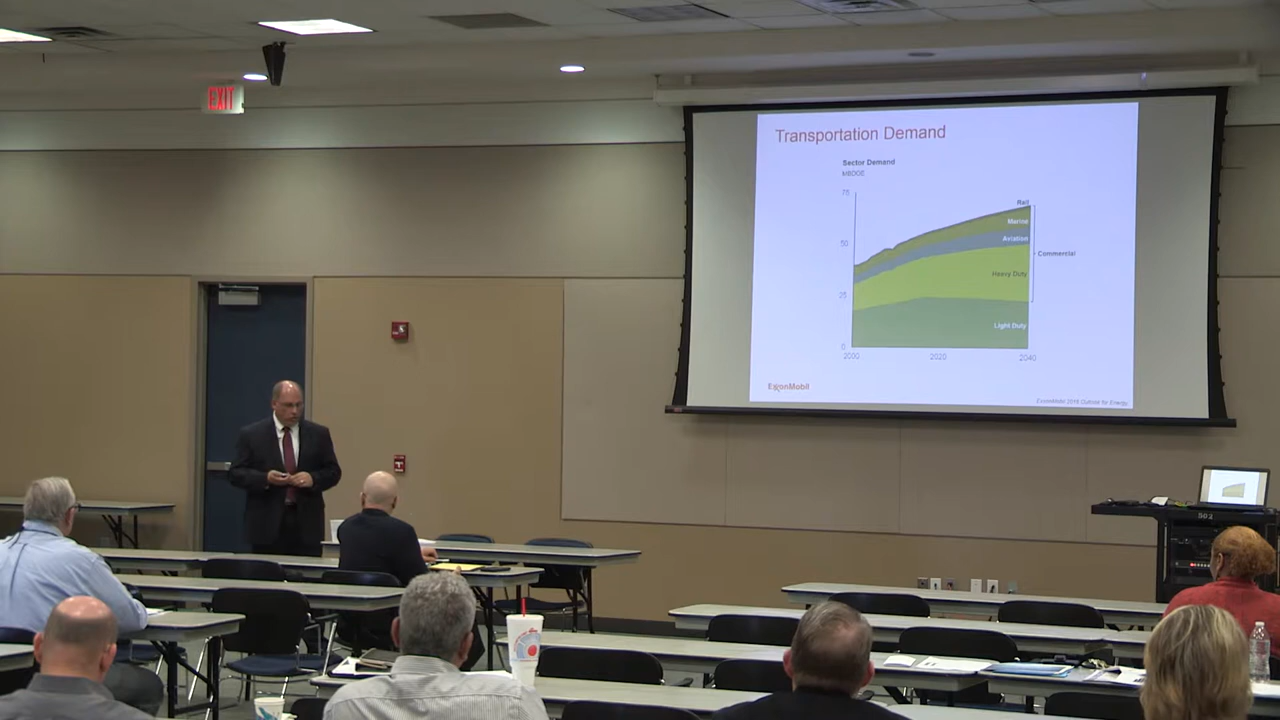 EXIT
Transportation Demand
Sector Demand
MBDOE
75
50
25
0
2000
2020
2040
Rail
Marine
Aviation
Heavy Duty
Light Duty
Commercial
ExxonMobil
ExxonMobil 2016 Outlook for Energy
502